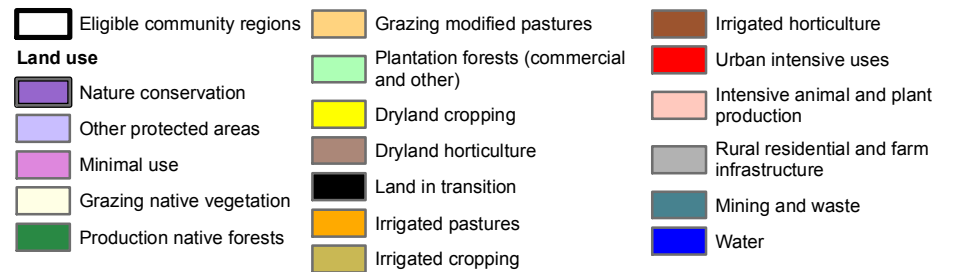 Eligible community regions
Land use
Nature conservation
Other protected areas
Minimal use
Grazing native vegetation
Production native forests
Grazing modified pastures
Plantation forests (commercial
and other)
Dryland cropping
Dryland horticulture
Land in transition
Irrigated pastures
Irrigated cropping
Irrigated horticulture
Urban intensive uses
Intensive animal and plant
production
Rural residential and farm
infrastructure
Mining and waste
Water